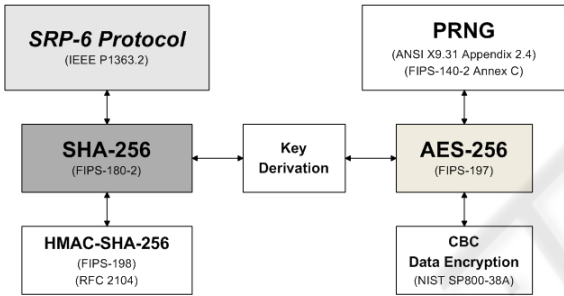 SRP-6 Protocol
(IEEE P1363.2)
PRNG
(ANSI X9.31 Appendix 2.4)
(FIPS-140-2 Annex C)
SHA-256
(FIPS-180-2)
Key
Derivation
AES-256
(FIPS-197)
HMAC-SHA-256
(FIPS-198)
(RFC 2104)
CBC
Data Encryption
(NIST SP800-38A)